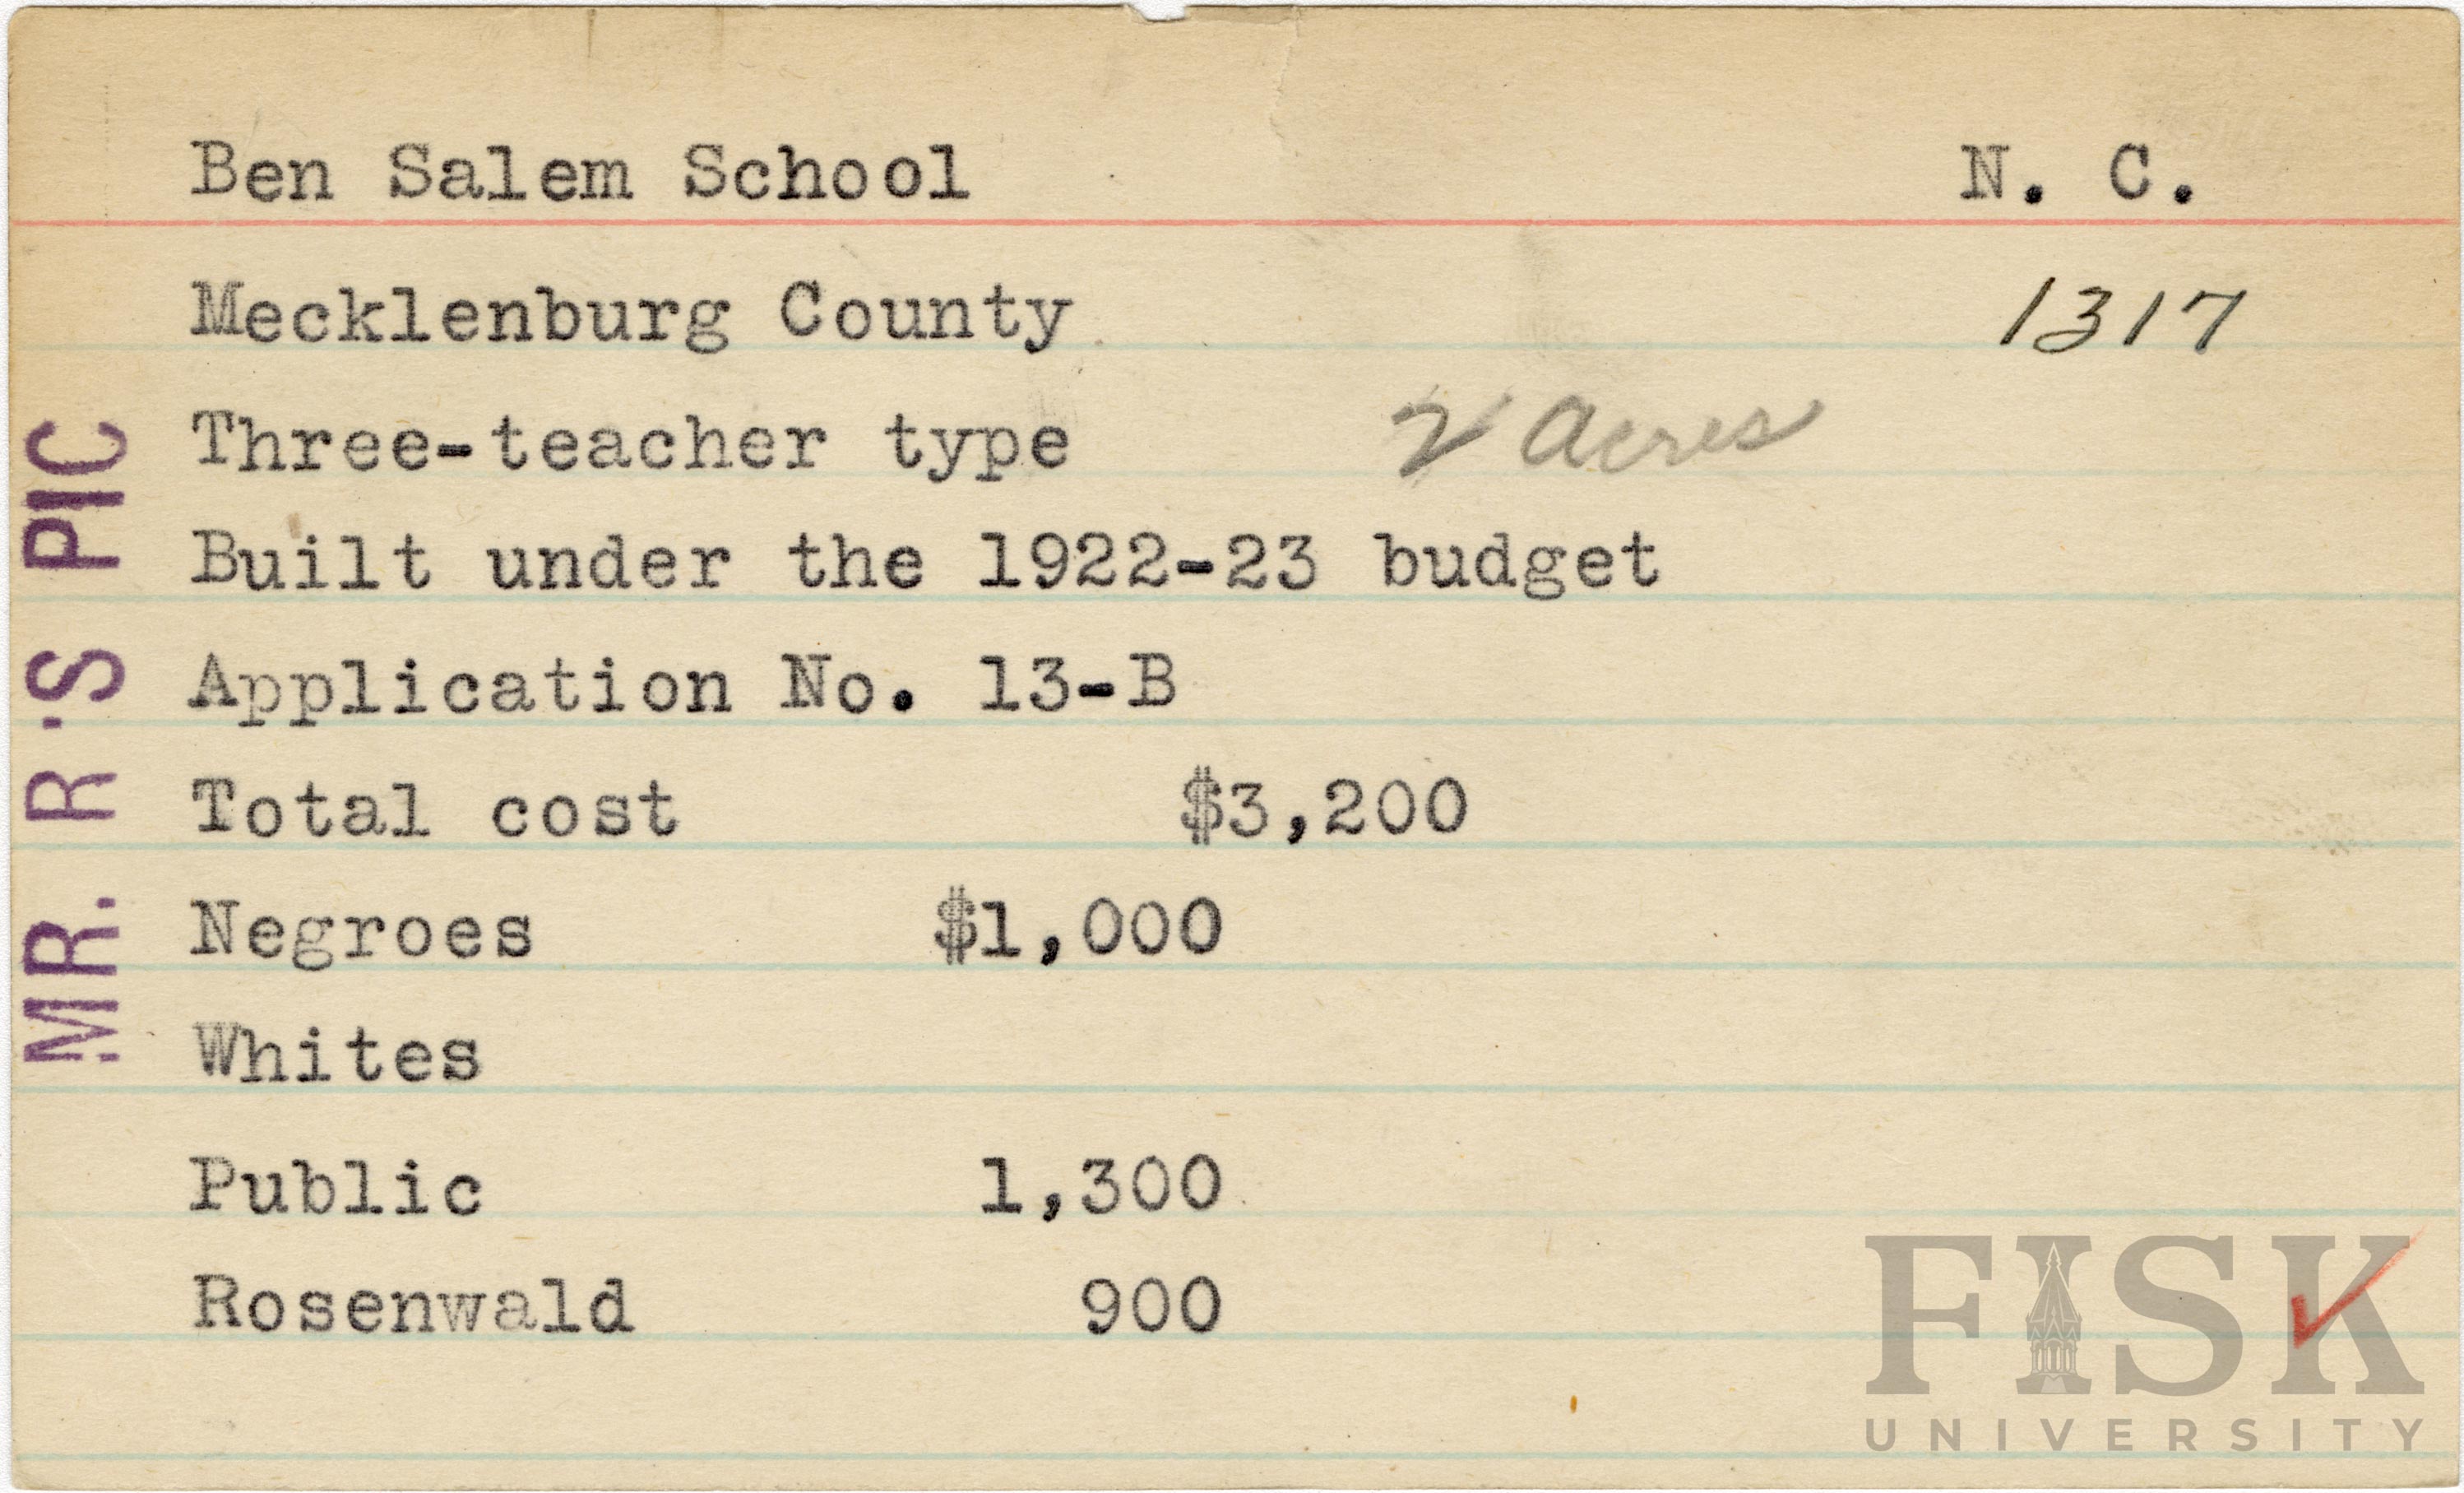 Ben Salem School N. C.
Mecklenburg County 1317
Three-teacher type 2 Acres
Built under the 1922-23 budget
Application No. 13-B
Total cost $3,200
Negroes $1,000
Whites
Public 1,300
Rosenwald 900
MR. R'S PIC
FISK
UNIVERSITY